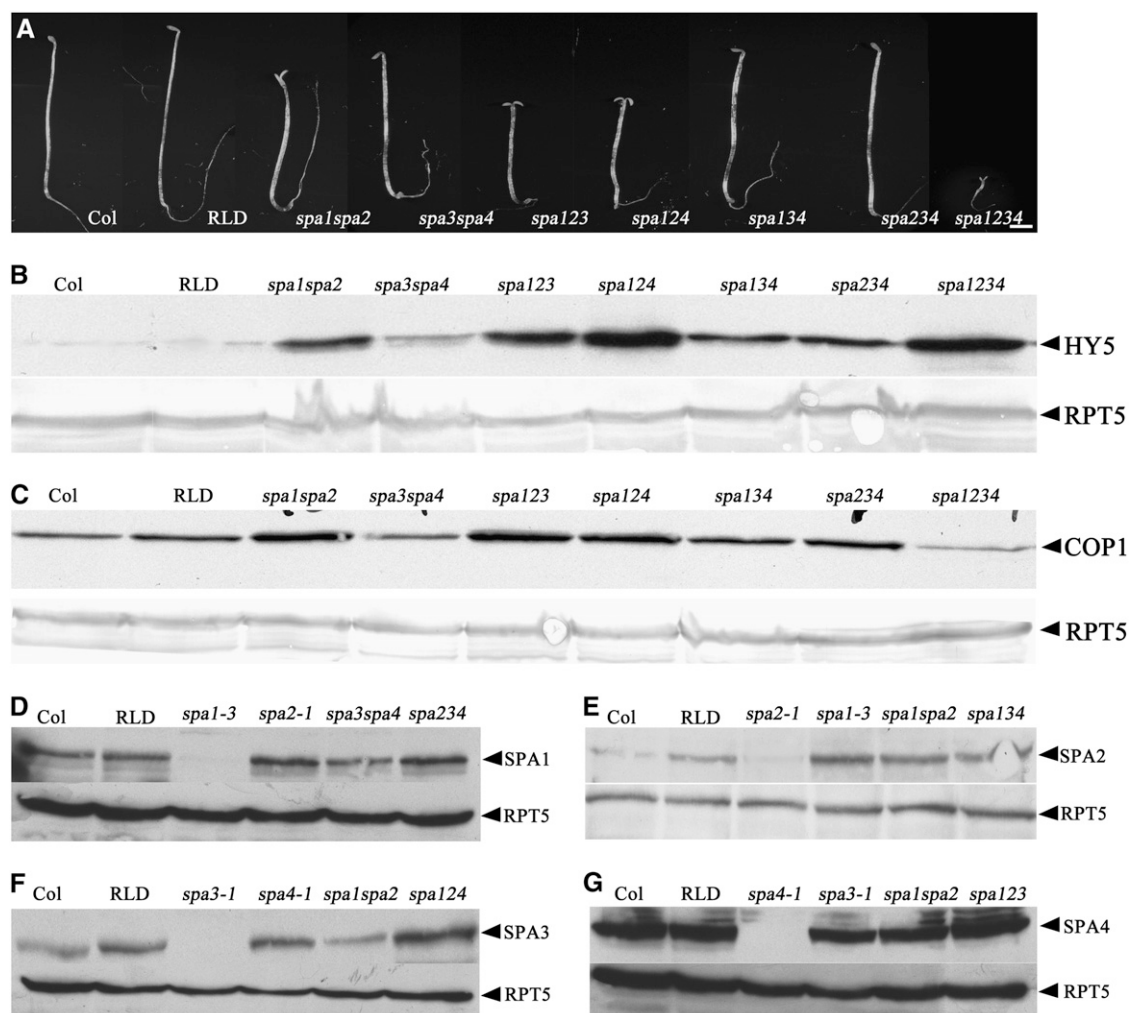 A
Col RLD spa1spa2 spa3spa4 spa123 spa124 spa134 spa234 spa1234
B
Col RLD spa1spa2 spa3spa4 spa123 spa124 spa134 spa234 spa1234
HY5
RPT5
C
Col RLD spa1spa2 spa3spa4 spa123 spa124 spa134 spa234 spa1234
COP1
RPT5
D
Col RLD spa1-3 spa2-1 spa3spa4 spa234
SPA1
RPT5
E
Col RLD spa2-1 spa1-3 spa1spa2 spa134
SPA2
RPT5
F
Col RLD spa3-1 spa4-1 spa1spa2 spa124
SPA3
RPT5
G
Col RLD spa4-1 spa3-1 spa1spa2 spa123
SPA4
RPT5